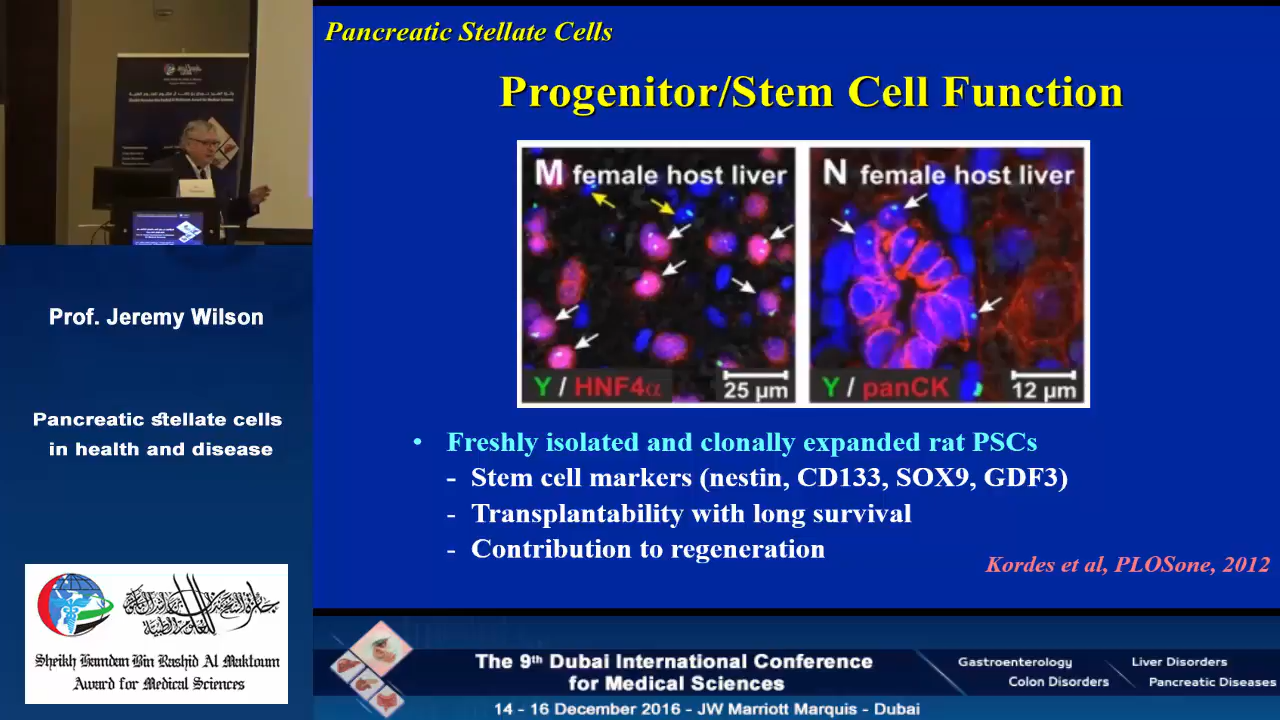 Pancreatic Stellate Cells
Progenitor/Stem Cell Function
M female host liver
Y / HNF4α
25 µm
N female host liver
Y / panCK
12 µm
• Freshly isolated and clonally expanded rat PSCs
- Stem cell markers (nestin, CD133, SOX9, GDF3)
- Transplantability with long survival
- Contribution to regeneration
Kordes et al, PLOSone, 2012
Prof. Jeremy Wilson
Pancreatic stellate cells
in health and disease
Sheikh Hamdan Bin Rashid Al Maktoum
Award for Medical Sciences
The 9th Dubai International Conference
for Medical Sciences
Gastroenterology
Liver Disorders
Colon Disorders
Pancreatic Diseases
14 - 16 December 2016 - JW Marriott Marquis - Dubai